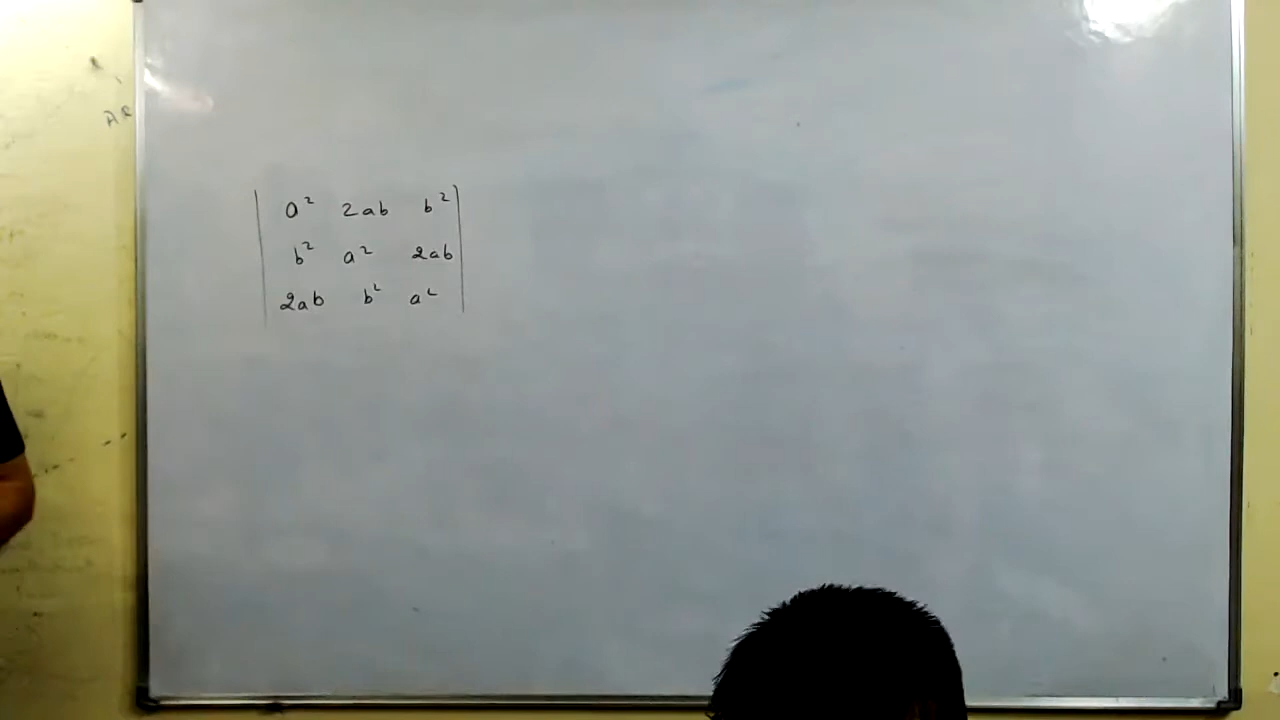 | a² 2ab b² |
| b² a² 2ab |
| 2ab b² a² |